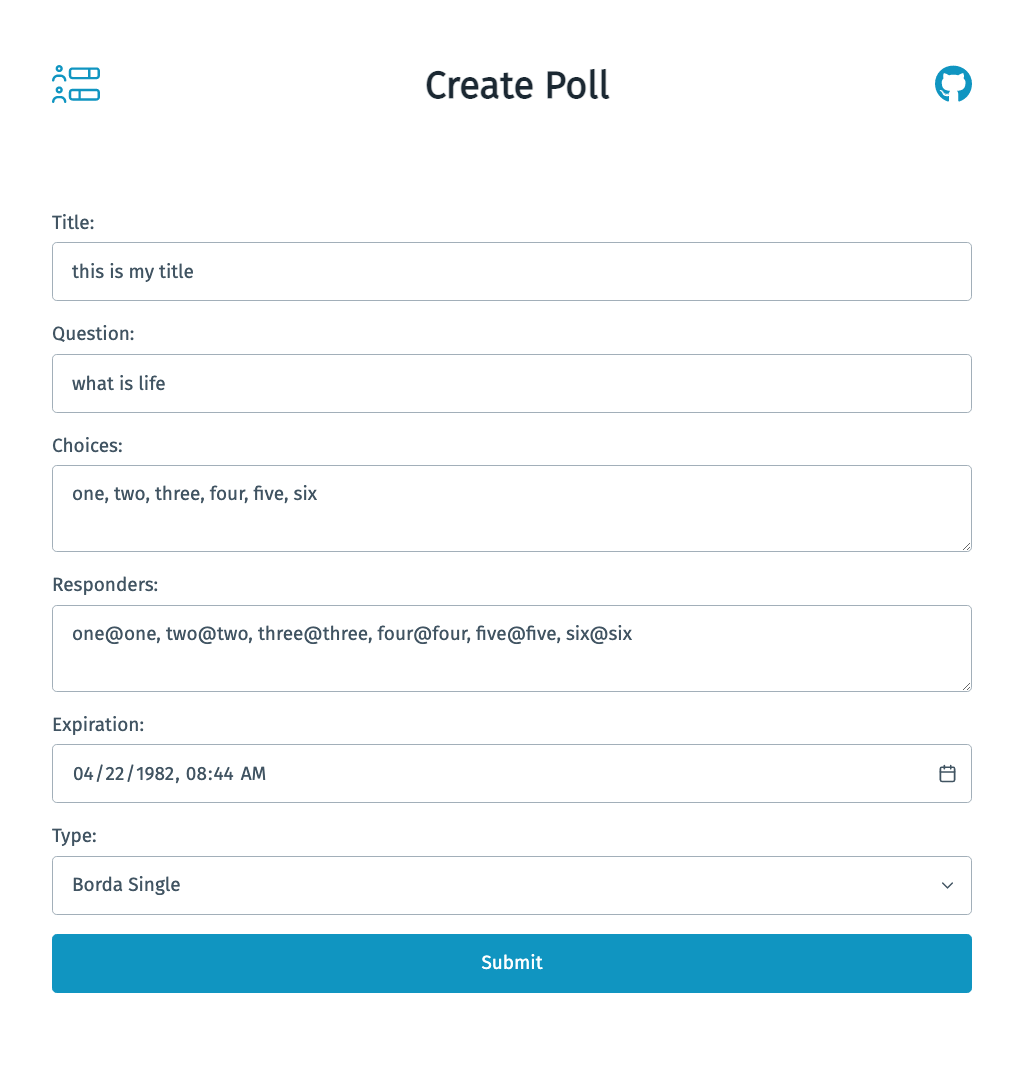 Create Poll
Title:
this is my title
Question:
what is life
Choices:
one, two, three, four, five, six
Responders:
one@one, two@two, three@three, four@four, five@five, six@six
Expiration:
04/22/1982, 08:44 AM
Type:
Borda Single
Submit